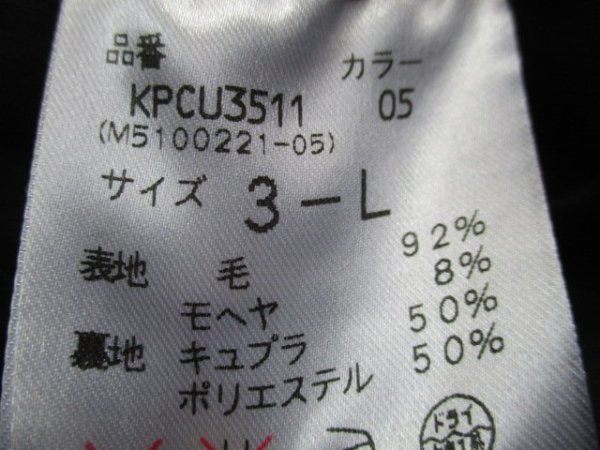 品番 カラー
KPCU3511 05
(M5100221-05)
サイズ 3-L
表地 毛 92%
モヘヤ 8%
裏地 キュプラ 50%
ポリエステル 50%
ドライ